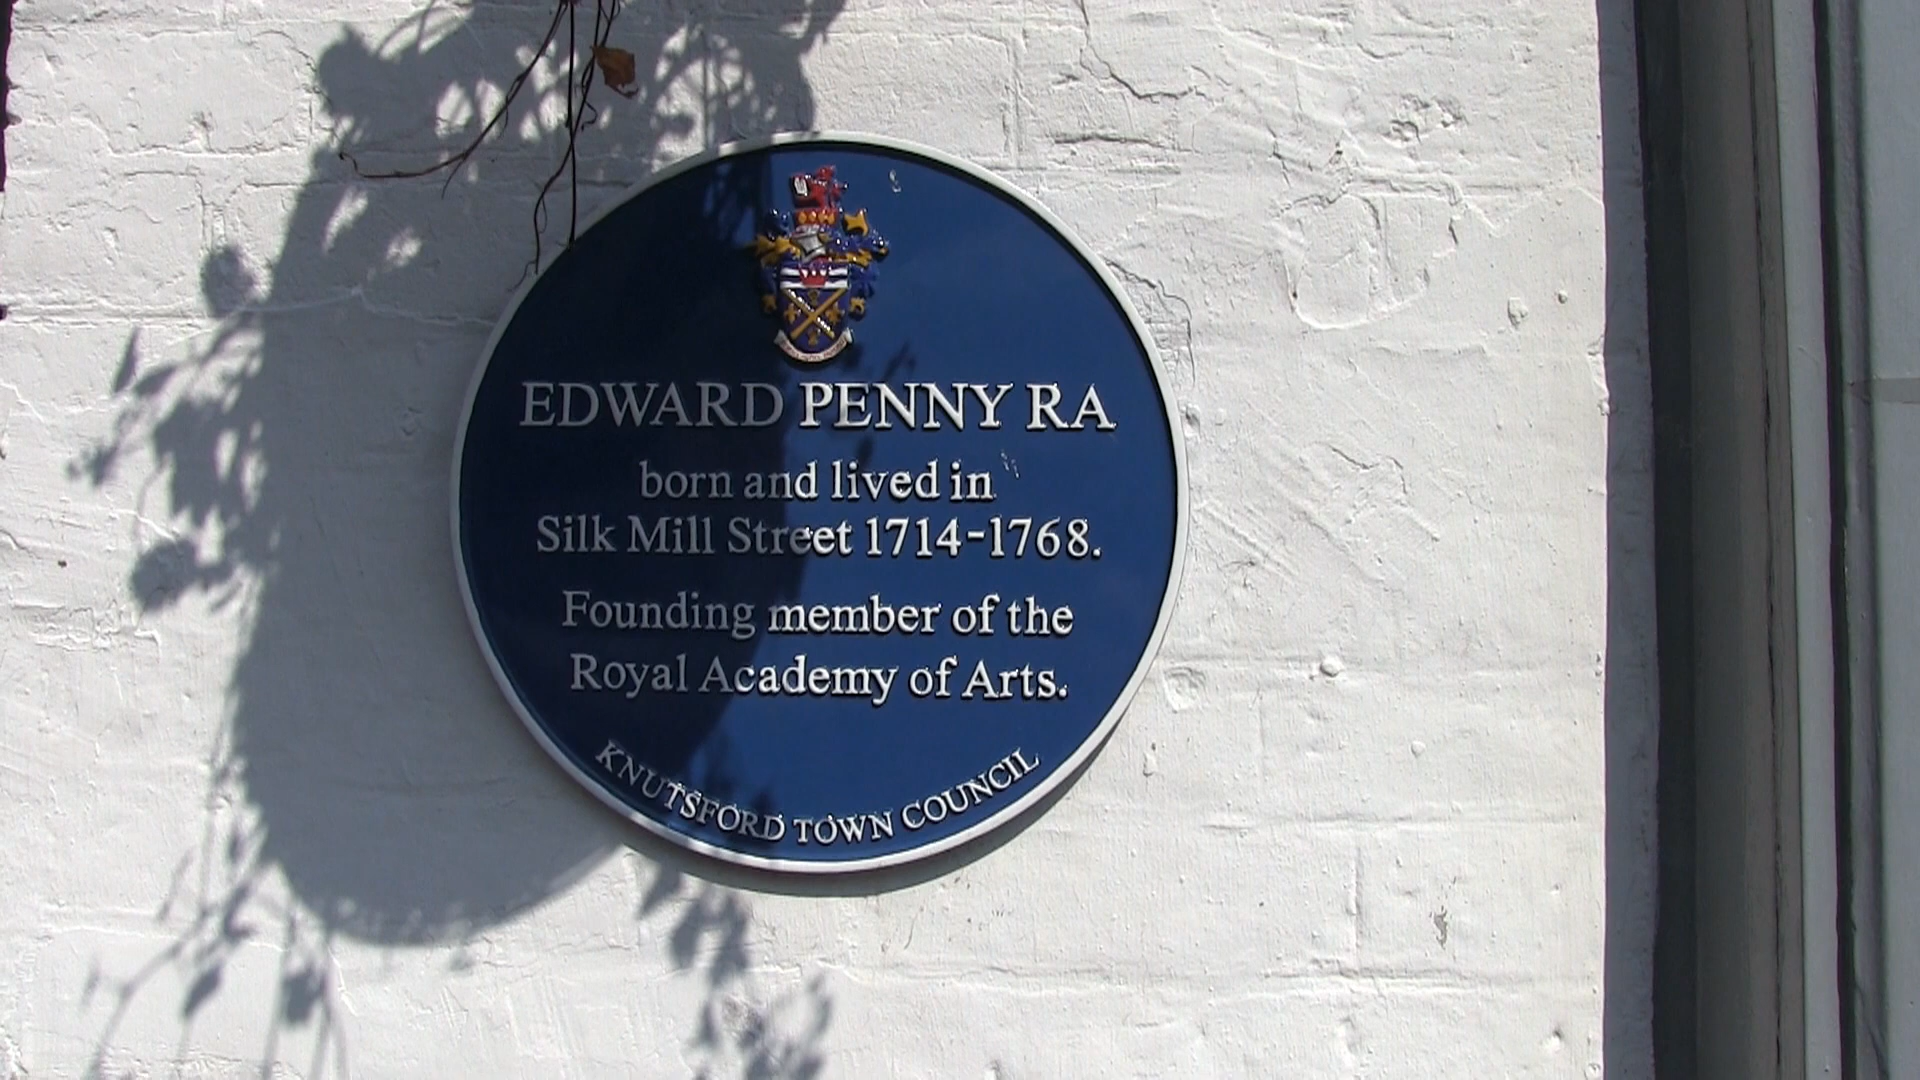 EDWARD PENNY RA
born and lived in
Silk Mill Street 1714-1768.
Founding member of the
Royal Academy of Arts.
KNUTSFORD TOWN COUNCIL